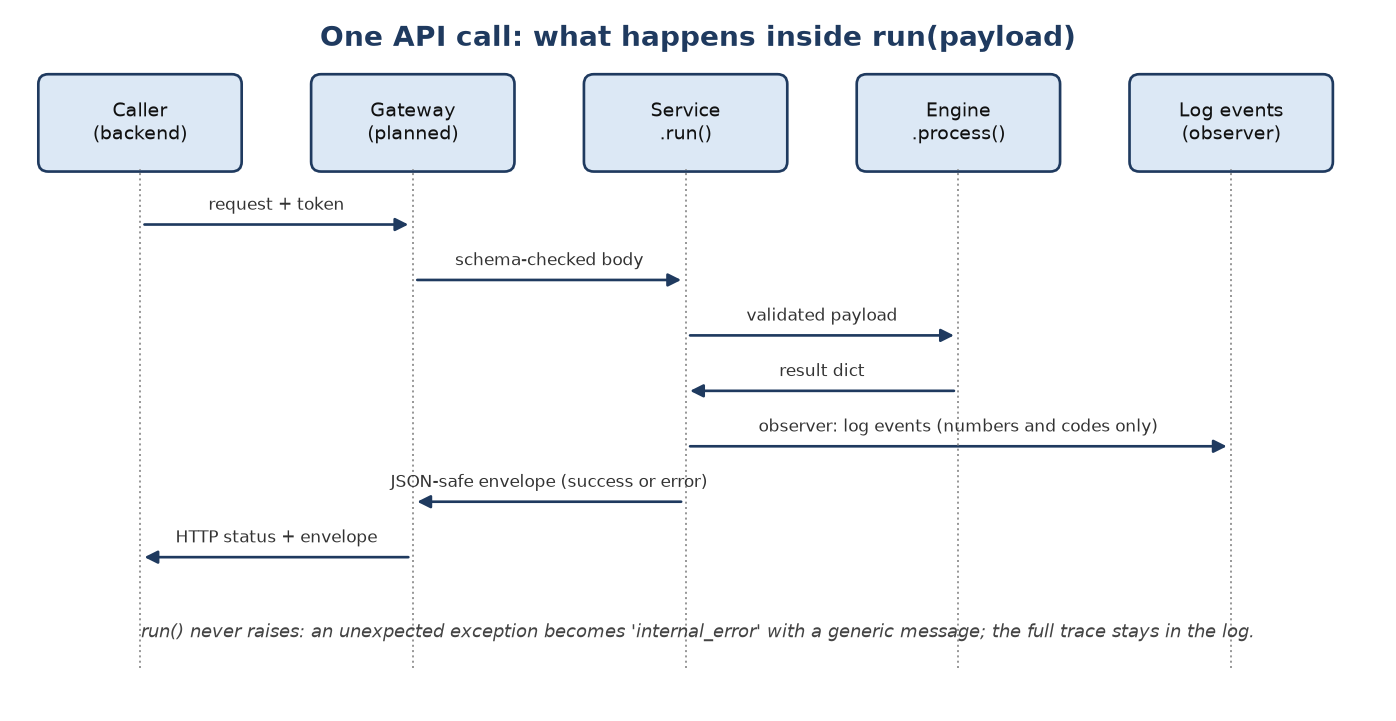 One API call: what happens inside run(payload)
Caller
(backend)
Gateway
(planned)
Service
.run()
Engine
.process()
Log events
(observer)
request + token
schema-checked body
validated payload
result dict
observer: log events (numbers and codes only)
JSON-safe envelope (success or error)
HTTP status + envelope
run() never raises: an unexpected exception becomes 'internal_error' with a generic message; the full trace stays in the log.